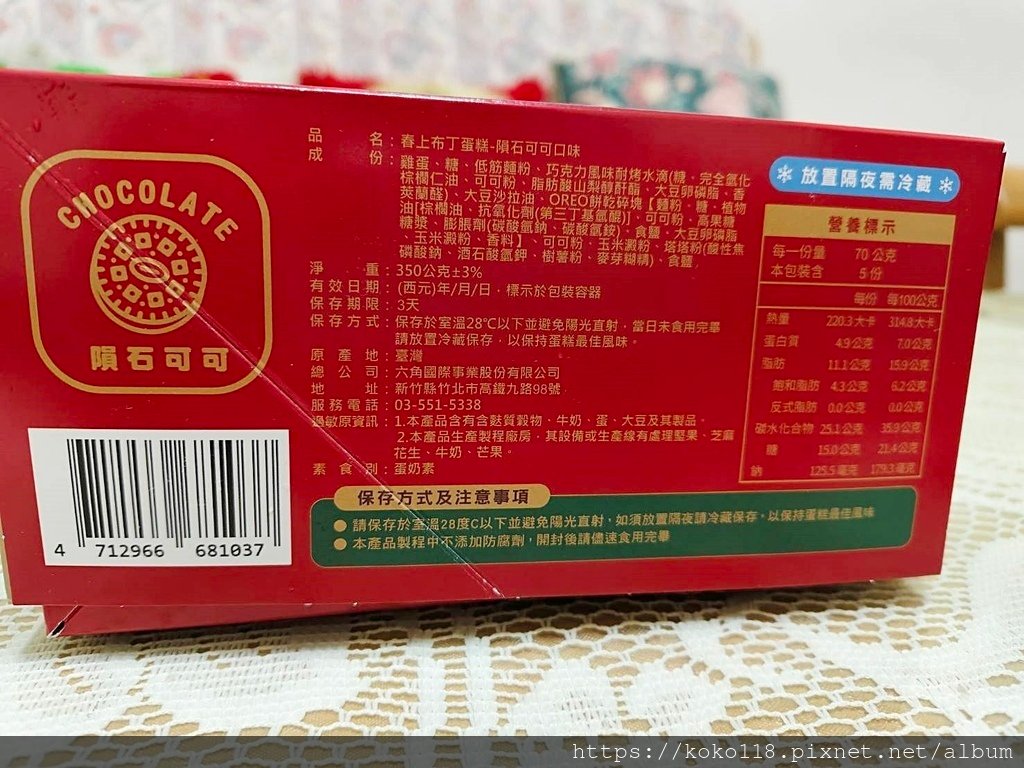 CHOCOLATE
隕石可可
4 712966 681037
品名：春上布丁蛋糕-隕石可可口味
成份：雞蛋、糖、低筋麵粉、巧克力風味耐烤水滴(糖、完全氫化
棕櫚仁油、可可粉、脂肪酸山梨醇酐酯、大豆卵磷脂、香
莢蘭醛)、大豆沙拉油、OREO餅乾碎塊【麵粉、糖、植物
油[棕櫚油、抗氧化劑(第三丁基氫醌)]、可可粉、高果糖
糖漿、膨脹劑(碳酸氫鈉、碳酸氫銨)、食鹽、大豆卵磷脂
、玉米澱粉、香料】、可可粉、玉米澱粉、塔塔粉(酸性焦
磷酸鈉、酒石酸氫鉀、樹薯粉、麥芽糊精)、食鹽
淨重：350公克±3%
有效日期：(西元)年/月/日，標示於包裝容器
保存期限：3天
保存方式：保存於室溫28℃以下並避免陽光直射，當日未食用完畢
請放置冷藏保存，以保持蛋糕最佳風味。
原產地：臺灣
總公司：六角國際事業股份有限公司
地址：新竹縣竹北市高鐵九路98號
服務電話：03-551-5338
過敏原資訊：1.本產品含有含麩質穀物、牛奶、蛋、大豆及其製品。
2.本產品生產製程廠房，其設備或生產線有處理堅果、芝麻
花生、牛奶、芒果。
素食別：蛋奶素
保存方式及注意事項
● 請保存於室溫28度C以下並避免陽光直射，如須放置隔夜請冷藏保存，以保持蛋糕最佳風味
● 本產品製程中不添加防腐劑，開封後請儘速食用完畢
放置隔夜需冷藏
營養標示
每一份量 70公克
本包裝含 5份
每份 每100公克
熱量 220.3大卡 314.8大卡
蛋白質 4.9公克 7.0公克
脂肪 11.1公克 15.9公克
飽和脂肪 4.3公克 6.2公克
反式脂肪 0.0公克 0.0公克
碳水化合物 25.1公克 35.9公克
糖 15.0公克 21.4公克
鈉 125.5毫克 179.3毫克
https://koko118.pixnet.net/album